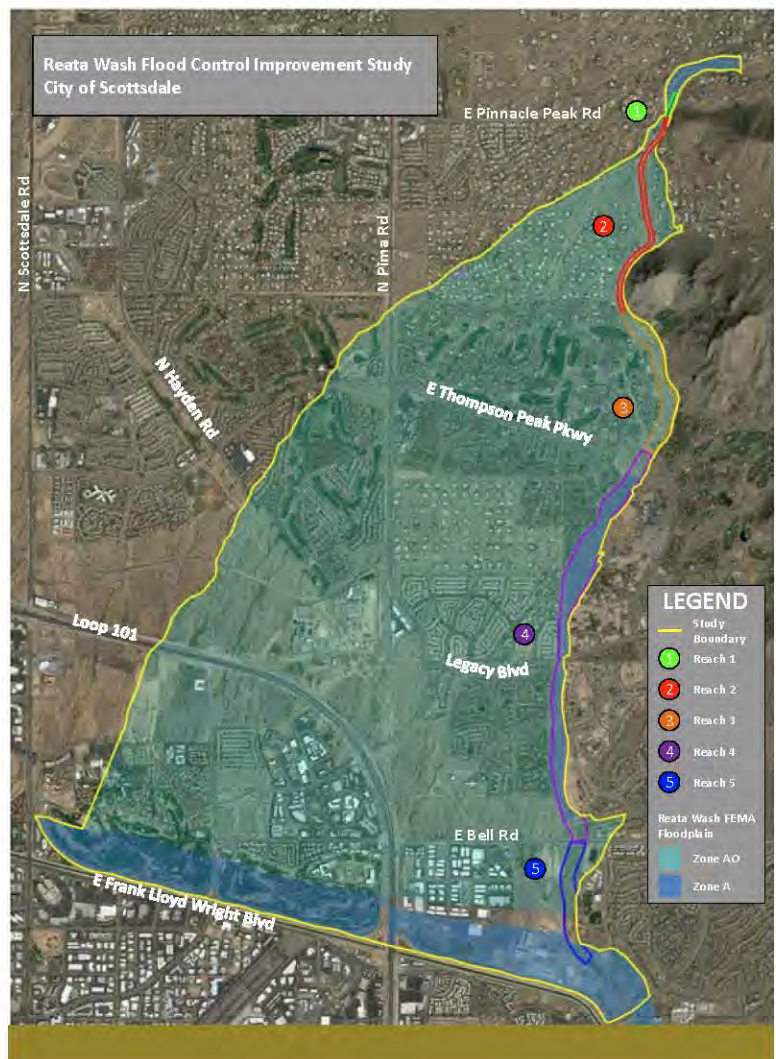 Reata Wash Flood Control Improvement Study
City of Scottsdale
E Pinnacle Peak Rd
1
2
N Scottsdale Rd
N Pima Rd
N Hayden Rd
E Thompson Peak Pkwy
3
Loop 101
4
Legacy Blvd
E Bell Rd
5
E Frank Lloyd Wright Blvd
LEGEND
Study
Boundary
1 Reach 1
2 Reach 2
3 Reach 3
4 Reach 4
5 Reach 5
Reata Wash FEMA
Floodplain
Zone AO
Zone A